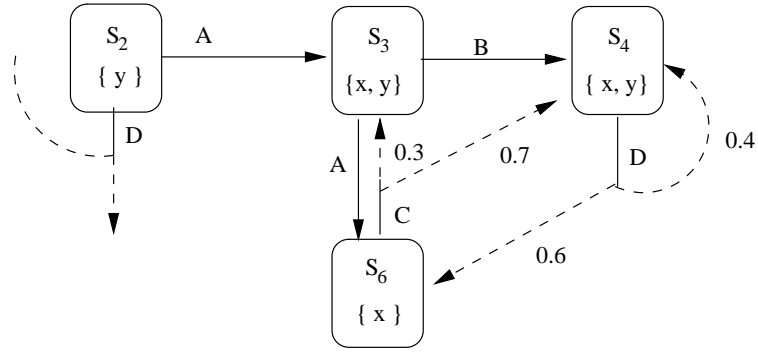 S2
{ y }
A
S3
{x, y}
B
S4
{ x, y}
D
A
0.3
0.7
D
0.4
C
0.6
S6
{ x }